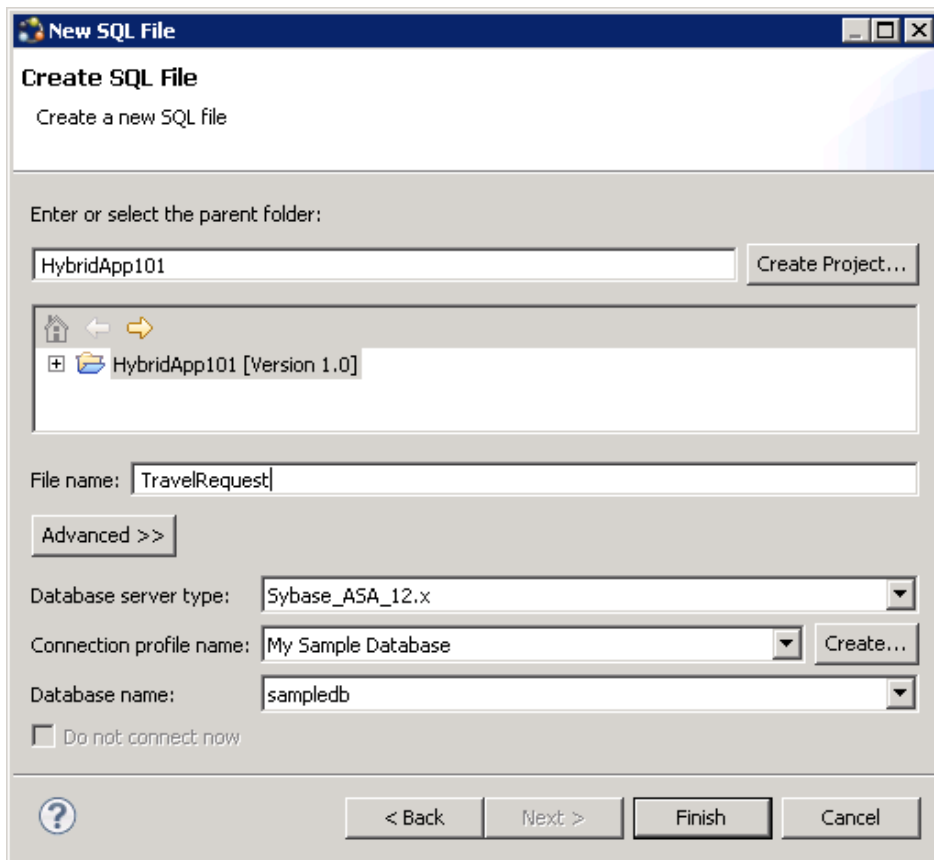 New SQL File
Create SQL File
Create a new SQL file
Enter or select the parent folder:
HybridApp101 Create Project...
HybridApp101 [Version 1.0]
File name: TravelRequest
Advanced >>
Database server type: Sybase_ASA_12.x
Connection profile name: My Sample Database Create...
Database name: sampledb
Do not connect now
? < Back Next > Finish Cancel